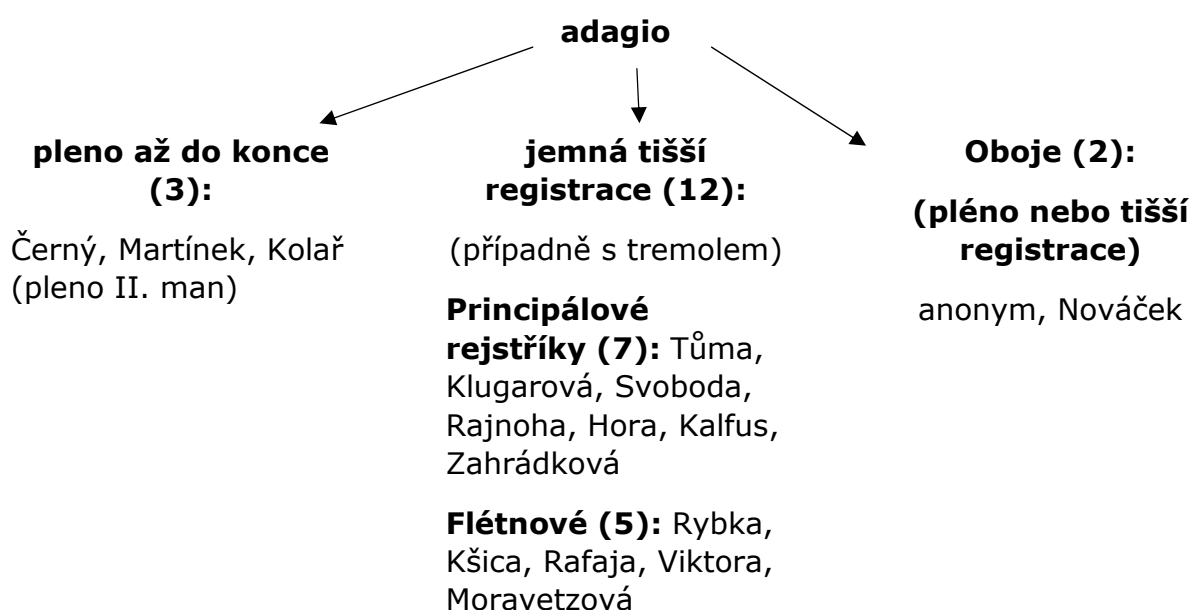 adagio
pleno až do konce
(3):
Černý, Martínek, Kolař
(pleno II. man)
jemná tišší
registrace (12):
(případně s tremolem)
Principálové
rejstříky (7): Tůma,
Klugarová, Svoboda,
Rajnoha, Hora, Kalfus,
Zahrádková
Flétnové (5): Rybka,
Kšica, Rafaja, Viktora,
Moravetzová
Oboje (2):
(pléno nebo tišší
registrace)
anonym, Nováček